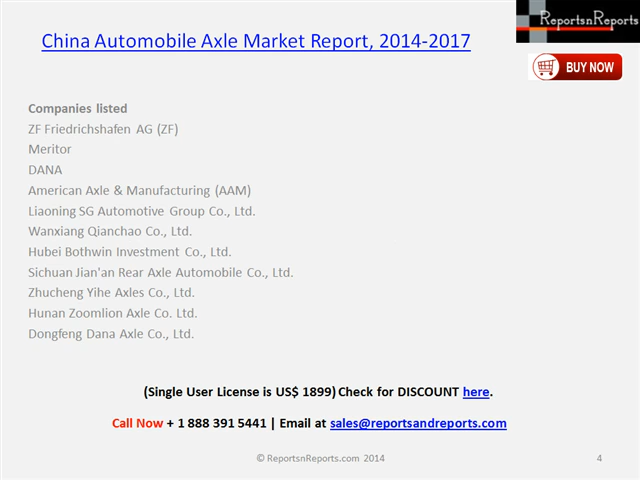 ReportsnReports
China Automobile Axle Market Report, 2014-2017
BUY NOW
Companies listed
ZF Friedrichshafen AG (ZF)
Meritor
DANA
American Axle & Manufacturing (AAM)
Liaoning SG Automotive Group Co., Ltd.
Wanxiang Qianchao Co., Ltd.
Hubei Bothwin Investment Co., Ltd.
Sichuan Jian'an Rear Axle Automobile Co., Ltd.
Zhucheng Yihe Axles Co., Ltd.
Hunan Zoomlion Axle Co. Ltd.
Dongfeng Dana Axle Co., Ltd.
(Single User License is US$ 1899) Check for DISCOUNT here.
Call Now + 1 888 391 5441 | Email at sales@reportsandreports.com
© ReportsnReports.com 2014
4